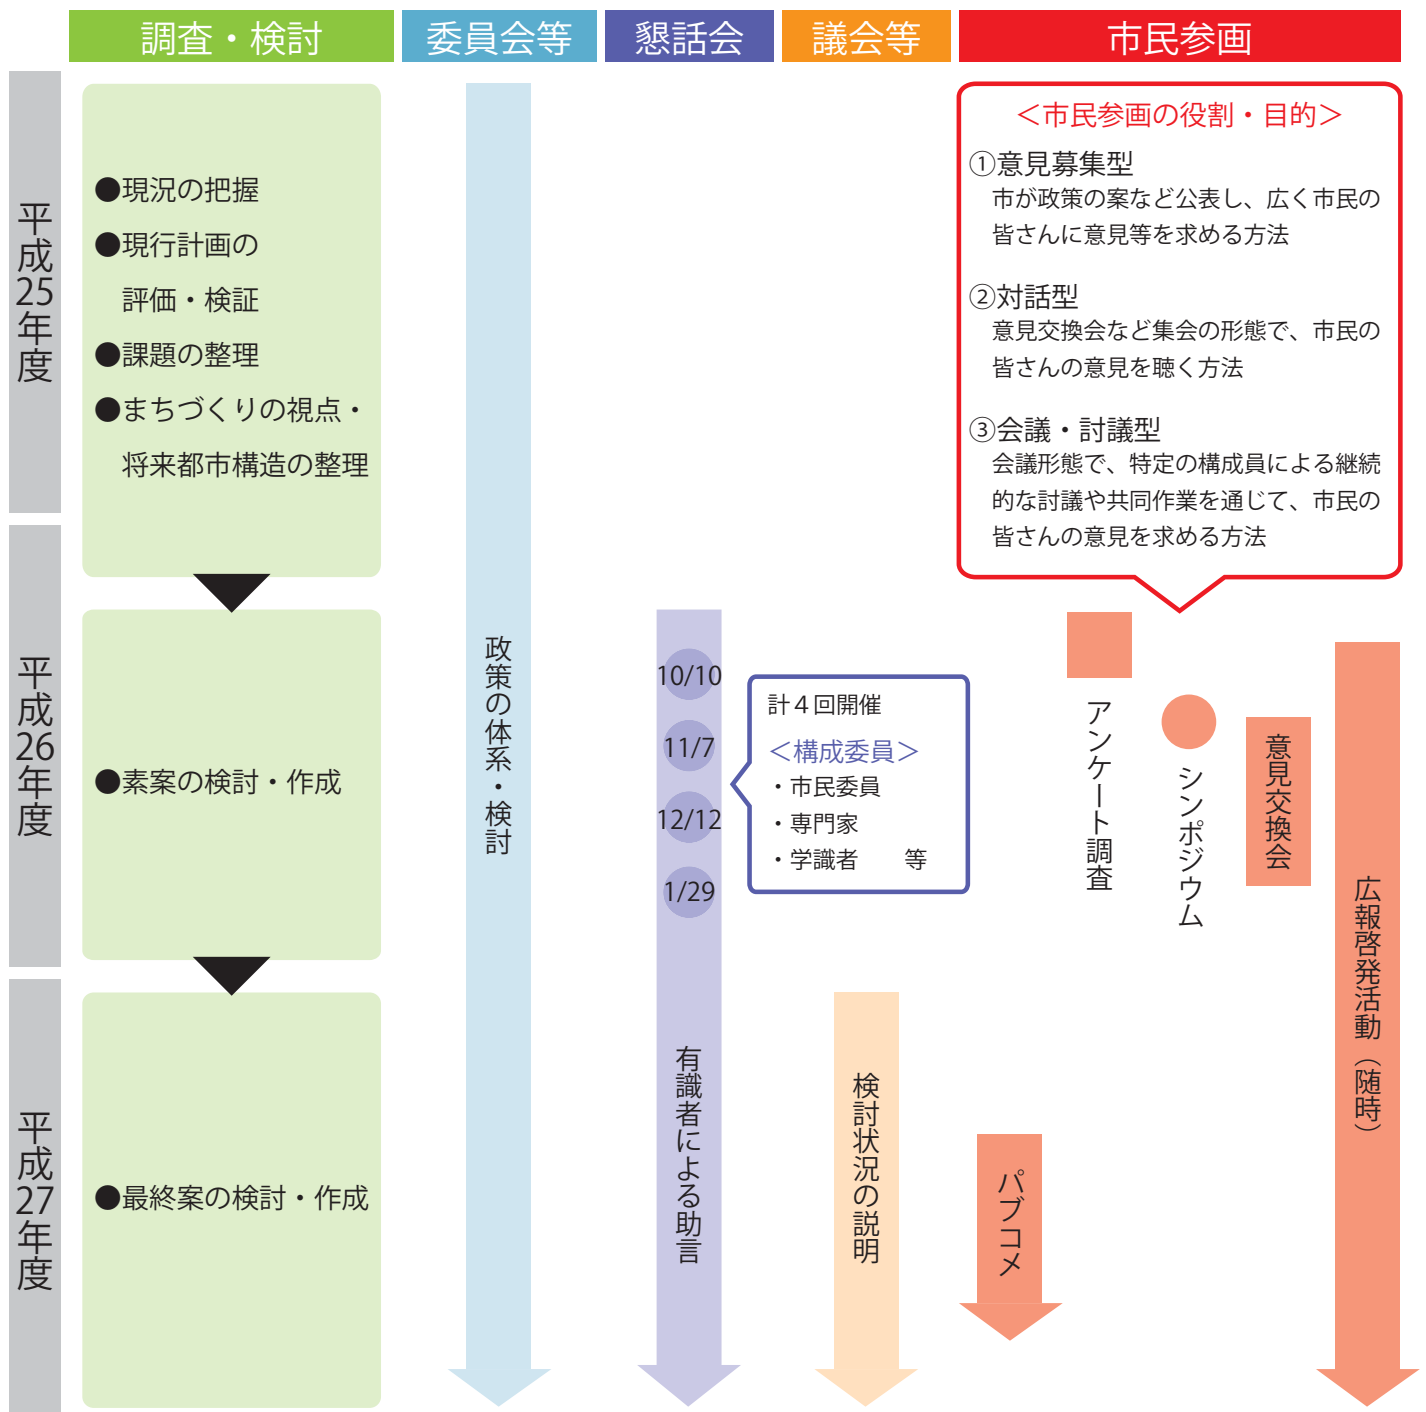 調査・検討
委員会等
懇話会
議会等
市民参画
平成25年度
●現況の把握
●現行計画の
評価・検証
●課題の整理
●まちづくりの視点・
将来都市構造の整理
＜市民参画の役割・目的＞
①意見募集型
市が政策の案など公表し、広く市民の
皆さんに意見等を求める方法
②対話型
意見交換会など集会の形態で、市民の
皆さんの意見を聴く方法
③会議・討議型
会議形態で、特定の構成員による継続
的な討議や共同作業を通じて、市民の
皆さんの意見を求める方法
平成26年度
●素案の検討・作成
政策の体系・検討
10/10
11/7
12/12
1/29
計４回開催
＜構成委員＞
・市民委員
・専門家
・学識者　　等
アンケート調査
シンポジウム
意見交換会
広報啓発活動（随時）
平成27年度
●最終案の検討・作成
有識者による助言
検討状況の説明
パブコメ